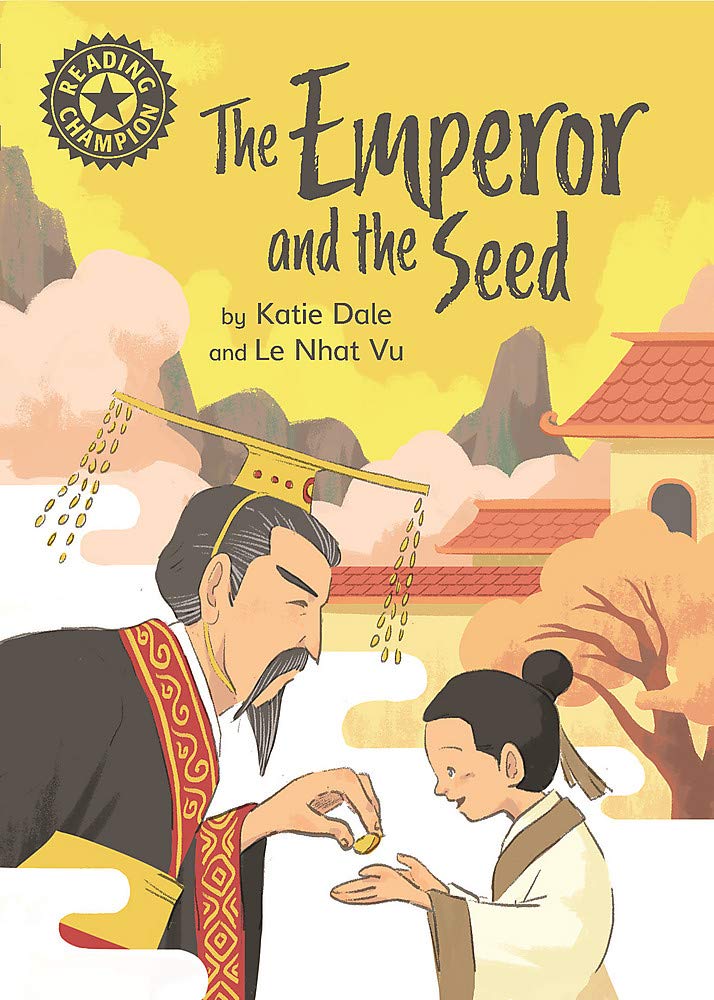 READING
CHAMPION
The Emperor
and the Seed
by Katie Dale
and Le Nhat Vu